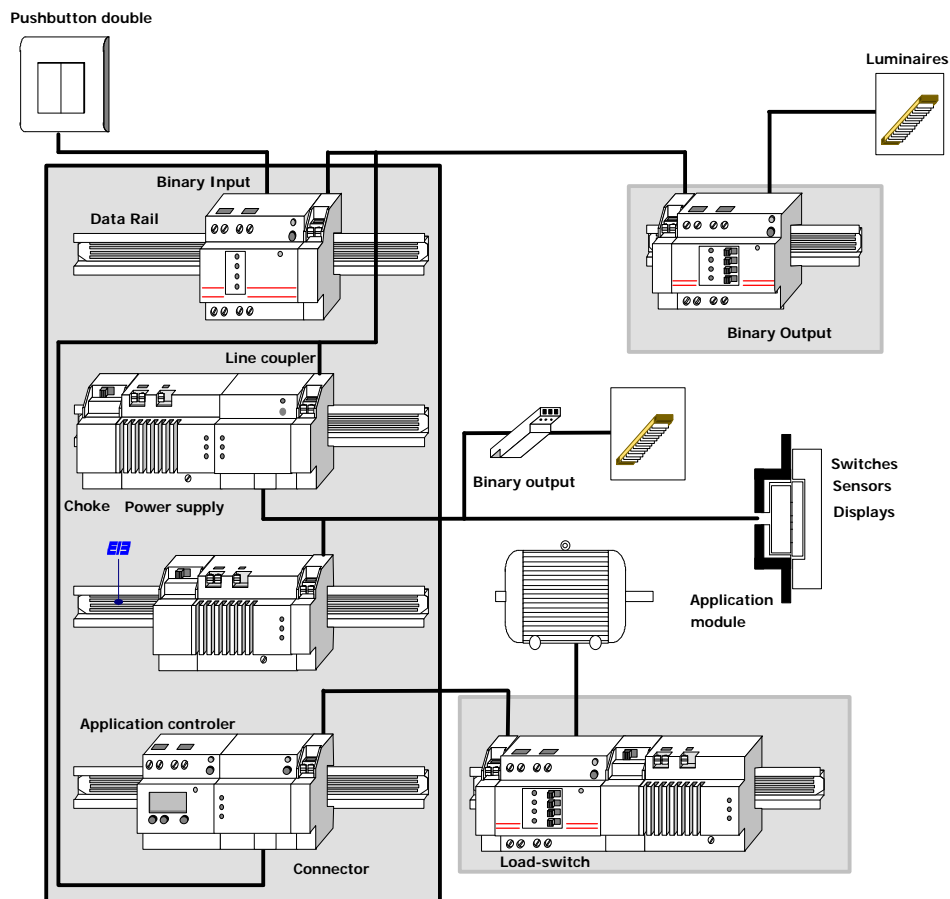 Pushbutton double
Luminaires
Binary Input
Data Rail
Binary Output
Line coupler
Binary output
Switches
Sensors
Displays
Choke
Power supply
EIB
Application
module
Application controler
Connector
Load-switch